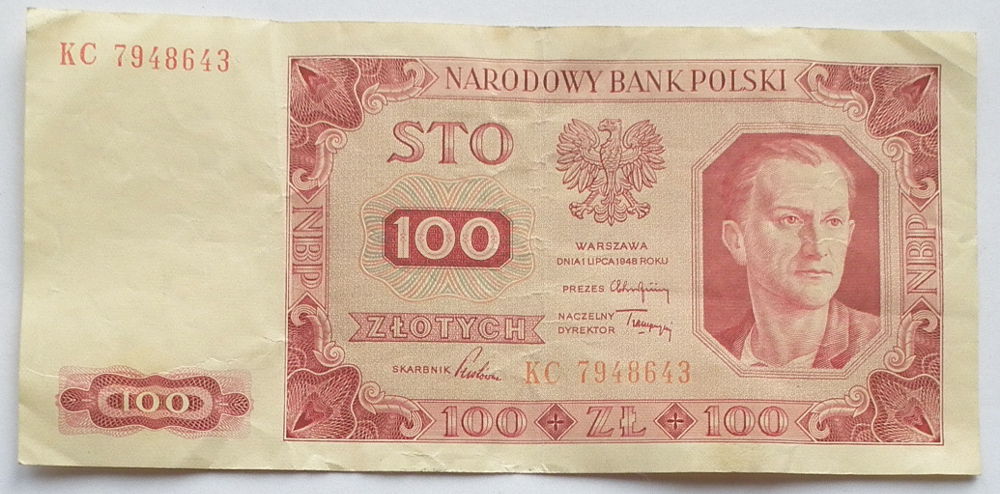 KC 7948643
NARODOWY BANK POLSKI
STO
100
ZŁOTYCH
WARSZAWA
DNIA 1 LIPCA 1948 ROKU
PREZES
NACZELNY
DYREKTOR
SKARBNIK
KC 7948643
NBP
NBP
100
100 ZŁ 100